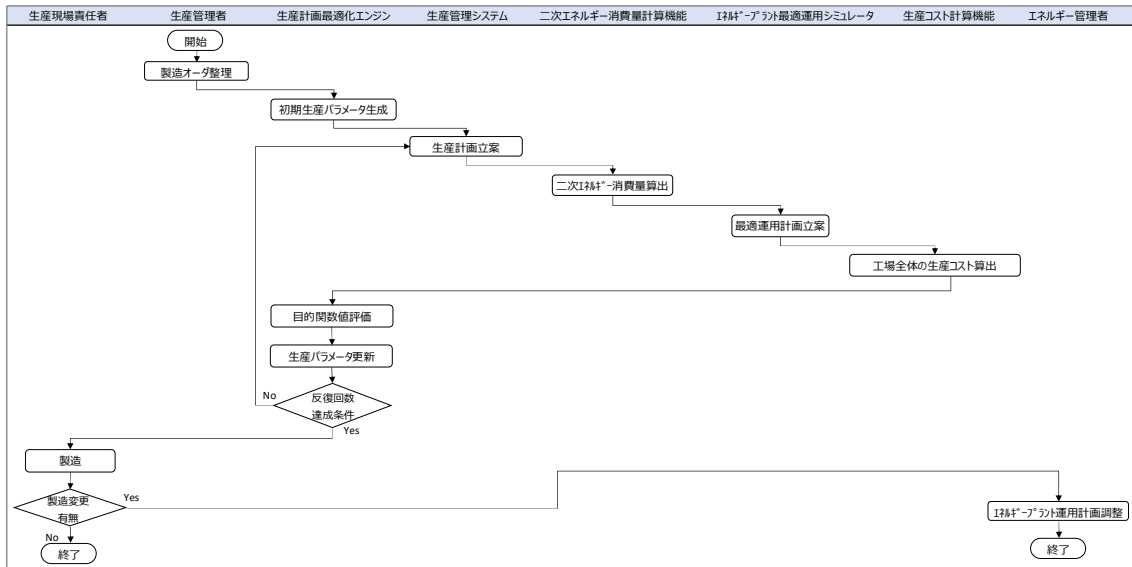 生産現場責任者 生産管理者 生産計画最適化エンジン 生産管理システム 二次エネルギー消費量計算機能 ｴﾈﾙｷﾞｰプラント最適運用シミュレータ 生産コスト計算機能 エネルギー管理者
開始
製造オーダ整理
初期生産パラメータ生成
生産計画立案
二次ｴﾈﾙｷﾞｰ消費量算出
最適運用計画立案
工場全体の生産コスト算出
目的関数値評価
生産パラメータ更新
No
反復回数
達成条件
Yes
製造
製造変更
有無
Yes
ｴﾈﾙｷﾞｰプラント運用計画調整
No
終了
終了